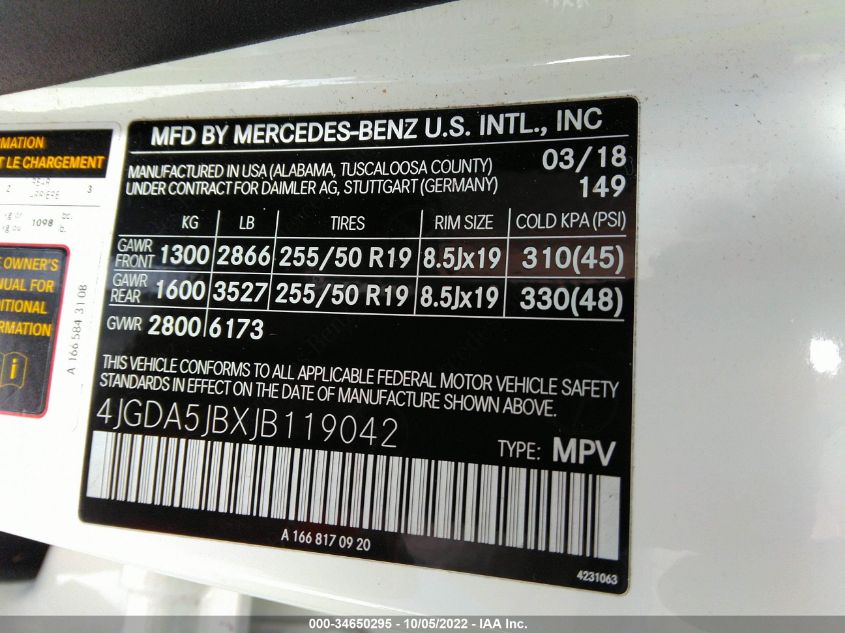 RMATION
T LE CHARGEMENT
2 3
1098
E OWNER'S
NUAL FOR
DITIONAL
ORMATION
i
A 166 584 31 08
MFD BY MERCEDES-BENZ U.S. INTL., INC
MANUFACTURED IN USA (ALABAMA, TUSCALOOSA COUNTY) 03/18
UNDER CONTRACT FOR DAIMLER AG, STUTTGART (GERMANY) 149
KG LB TIRES RIM SIZE COLD KPA (PSI)
GAWR FRONT 1300 2866 255/50 R19 8.5Jx19 310(45)
GAWR REAR 1600 3527 255/50 R19 8.5Jx19 330(48)
GVWR 2800 6173
THIS VEHICLE CONFORMS TO ALL APPLICABLE FEDERAL MOTOR VEHICLE SAFETY
STANDARDS IN EFFECT ON THE DATE OF MANUFACTURE SHOWN ABOVE.
4JGDA5JBXJB119042
TYPE: MPV
A 166 817 09 20
4231063
000-34650295 - 10/05/2022 - IAA Inc.